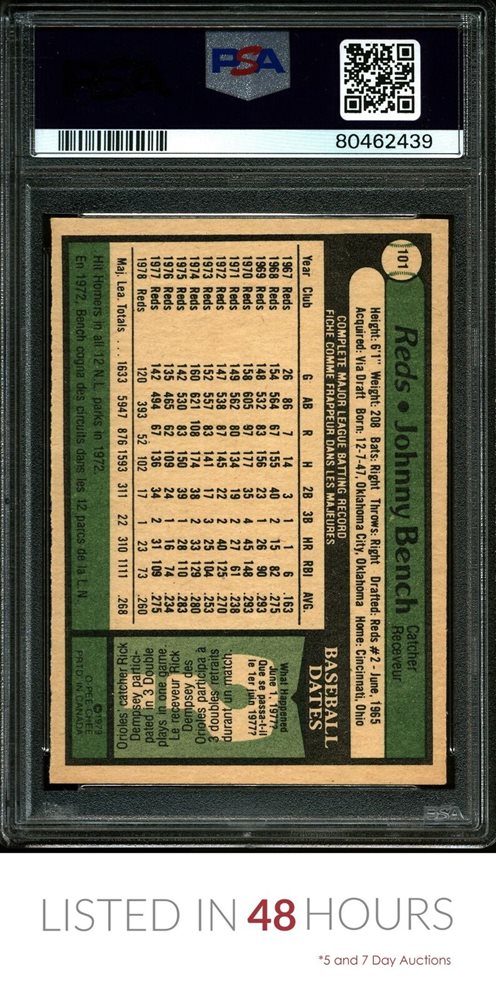 PSA
80462439
101
Reds • Johnny Bench
Catcher
Receveur
Height: 6'1" Weight: 208 Bats: Right Throws: Right Drafted: Reds #2 - June, 1965
Acquired: Via Draft Born: 12-7-47, Oklahoma City, Oklahoma Home: Cincinnati, Ohio
COMPLETE MAJOR LEAGUE BATTING RECORD
FICHE COMME FRAPPEUR DANS LES MAJEURES
Year Club G AB R H 2B 3B HR RBI AVG.
1967 Reds 26 86 7 14 3 1 1 6 .163
1968 Reds 154 564 67 155 40 2 15 82 .275
1969 Reds 148 532 83 156 23 1 26 90 .293
1970 Reds 158 605 97 177 35 4 45 148 .293
1971 Reds 149 562 80 134 19 2 27 61 .238
1972 Reds 147 538 87 145 22 2 40 125 .270
1973 Reds 152 557 83 141 17 3 25 104 .253
1974 Reds 160 621 108 174 38 2 33 129 .280
1975 Reds 142 530 83 150 39 1 28 110 .283
1976 Reds 135 465 62 109 24 1 16 74 .234
1977 Reds 142 494 67 136 34 2 31 109 .275
1978 Reds 120 393 52 102 17 1 23 73 .260
Maj. Lea. Totals ... 1633 5947 876 1593 311 22 310 1111 .268
BASEBALL
DATES
What Happened
June 1, 1977?
Que se passa-t-il
le 1er juin 1977?
Orioles catcher Rick
Dempsey partici-
pated in 3 Double
plays in one game.
Le receveur Rick
Dempsey des
Orioles participa à
3 doubles retraits
durant un match.
Hit Homers in all 12 N.L. parks in 1972.
En 1972, Bench cogna des circuits dans les 12 parcs de la L.N.
©1979
O-PEE-CHEE
PRTD. IN CANADA
PSA
LISTED IN 48 HOURS
*5 and 7 Day Auctions